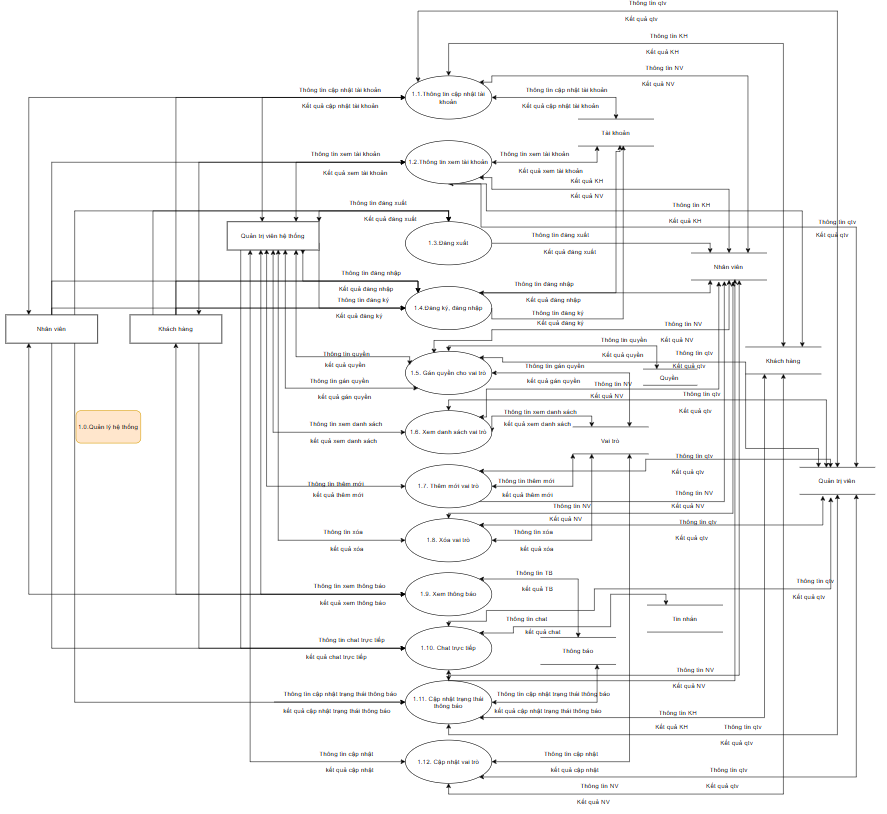 Thông tin qtv
Kết quả qtv
Thông tin KH
Kết quả KH
Thông tin NV
Kết quả NV
Thông tin cập nhật tài khoản
Kết quả cập nhật tài khoản
1.1.Thông tin cập nhật tài
khoản
Thông tin cập nhật tài khoản
Kết quả cập nhật tài khoản
Tài khoản
Thông tin xem tài khoản
Kết quả xem tài khoản
1.2.Thông tin xem tài khoản
Thông tin xem tài khoản
Kết quả xem tài khoản
Kết quả KH
Kết quả NV
Thông tin KH
Kết quả KH
Thông tin qtv
Kết quả qtv
Thông tin đăng xuất
Kết quả đăng xuất
Quản trị viên hệ thống
1.3.Đăng xuất
Thông tin đăng xuất
Kết quả đăng xuất
Nhân viên
Thông tin đăng nhập
Kết quả đăng nhập
Thông tin đăng ký
Kết quả đăng ký
1.4.Đăng ký, đăng nhập
Thông tin đăng nhập
Kết quả đăng nhập
Thông tin đăng ký
Kết quả đăng ký
Nhân viên
Khách hàng
Thông tin NV
Kết quả NV
Thông tin quyền
Kết quả quyền
Thông tin qtv
Kết quả qtv
Khách hàng
Thông tin quyền
kết quả quyền
Thông tin gán quyền
kết quả gán quyền
1.5. Gán quyền cho vai trò
Thông tin gán quyền
kết quả gán quyền
Quyền
Thông tin NV
Kết quả NV
Thông tin qtv
Kết quả qtv
1.0.Quản lý hệ thống
Thông tin xem danh sách
kết quả xem danh sách
1.6. Xem danh sách vai trò
Thông tin xem danh sách
kết quả xem danh sách
Vai trò
Thông tin qtv
Kết quả qtv
Quản trị viên
Thông tin thêm mới
kết quả thêm mới
1.7. Thêm mới vai trò
Thông tin thêm mới
kết quả thêm mới
Thông tin NV
Kết quả NV
Thông tin NV
Kết quả NV
Thông tin qtv
Kết quả qtv
Thông tin xóa
kết quả xóa
1.8. Xóa vai trò
Thông tin xóa
kết quả xóa
Thông tin xem thông báo
kết quả xem thông báo
1.9. Xem thông báo
Thông tin TB
kết quả TB
Thông tin qtv
Kết quả qtv
Thông tin chat trực tiếp
kết quả chat trực tiếp
1.10. Chat trực tiếp
Thông tin chat
kết quả chat
Tin nhắn
Thông báo
Thông tin NV
Kết quả NV
Thông tin cập nhật trạng thái thông báo
kết quả cập nhật trạng thái thông báo
1.11. Cập nhật trạng thái
thông báo
Thông tin cập nhật trạng thái thông báo
kết quả cập nhật trạng thái thông báo
Thông tin KH
Kết quả KH
Thông tin qtv
Kết quả qtv
Thông tin cập nhật
kết quả cập nhật
1.12. Cập nhật vai trò
Thông tin cập nhật
kết quả cập nhật
Thông tin qtv
Kết quả qtv
Thông tin NV
Kết quả NV